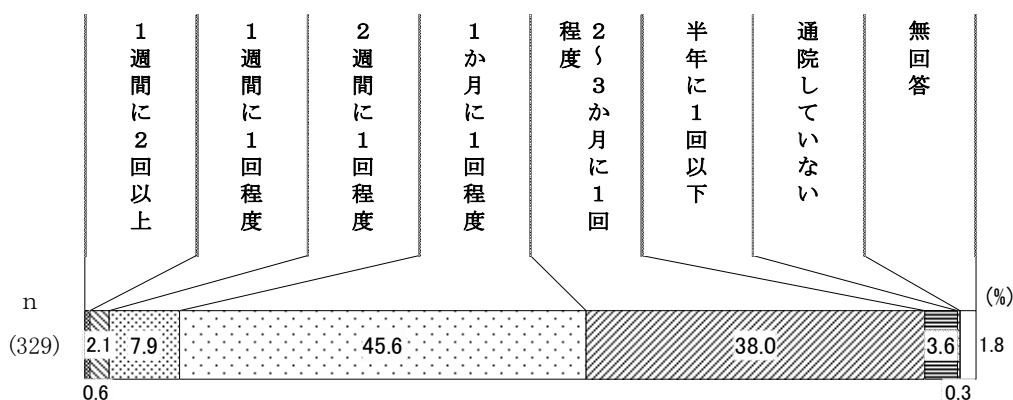 1週間に2回以上
1週間に1回程度
2週間に1回程度
1か月に1回程度
2～3か月に1回
程度
半年に1回以下
通院していない
無回答
n
(%)
(329)
2.1
7.9
45.6
38.0
3.6
1.8
0.6
0.3